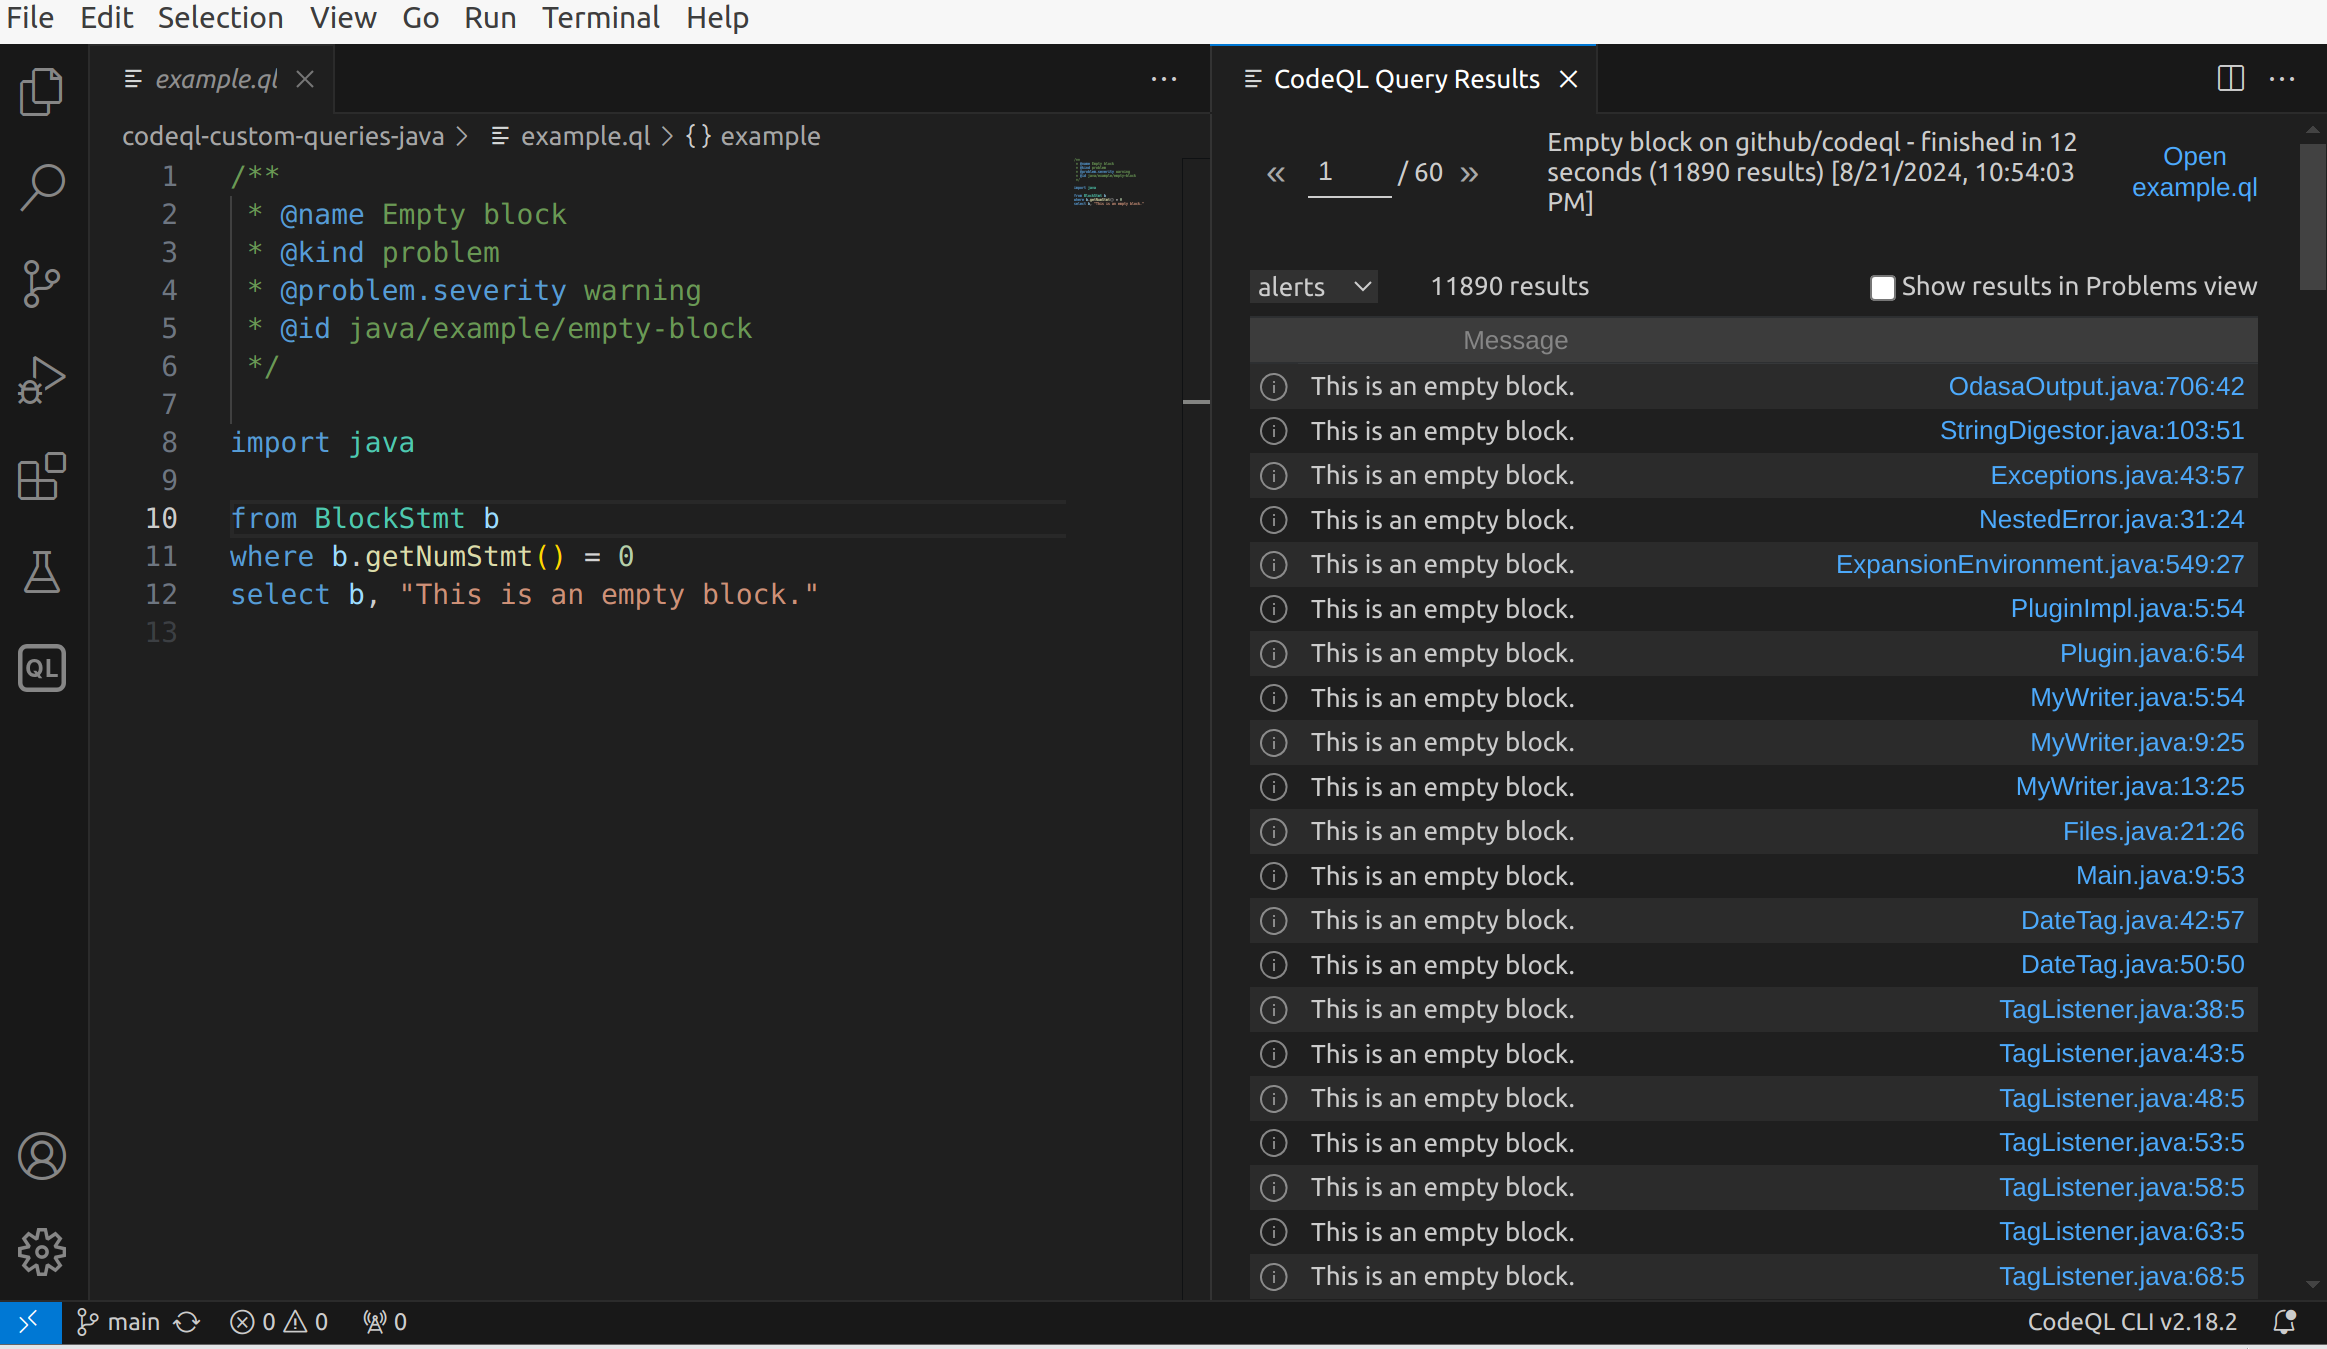 File Edit Selection View Go Run Terminal Help
example.ql
codeql-custom-queries-java > example.ql > {} example
1 /**
2 * @name Empty block
3 * @kind problem
4 * @problem.severity warning
5 * @id java/example/empty-block
6 */
7
8 import java
9
10 from BlockStmt b
11 where b.getNumStmt() = 0
12 select b, "This is an empty block."
13
CodeQL Query Results
« 1 / 60 »
Empty block on github/codeql - finished in 12
seconds (11890 results) [8/21/2024, 10:54:03
PM]
Open
example.ql
alerts 11890 results Show results in Problems view
Message
This is an empty block. OdasaOutput.java:706:42
This is an empty block. StringDigestor.java:103:51
This is an empty block. Exceptions.java:43:57
This is an empty block. NestedError.java:31:24
This is an empty block. ExpansionEnvironment.java:549:27
This is an empty block. PluginImpl.java:5:54
This is an empty block. Plugin.java:6:54
This is an empty block. MyWriter.java:5:54
This is an empty block. MyWriter.java:9:25
This is an empty block. MyWriter.java:13:25
This is an empty block. Files.java:21:26
This is an empty block. Main.java:9:53
This is an empty block. DateTag.java:42:57
This is an empty block. DateTag.java:50:50
This is an empty block. TagListener.java:38:5
This is an empty block. TagListener.java:43:5
This is an empty block. TagListener.java:48:5
This is an empty block. TagListener.java:53:5
This is an empty block. TagListener.java:58:5
This is an empty block. TagListener.java:63:5
This is an empty block. TagListener.java:68:5
QL
main 0 0 0 CodeQL CLI v2.18.2